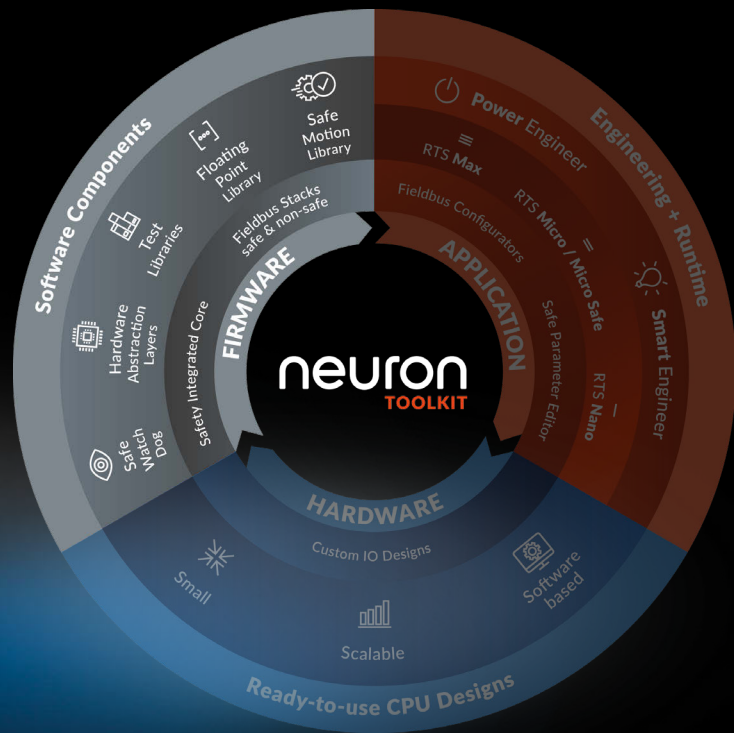 neuron
TOOLKIT
FIRMWARE
Software Components
Safe
Watch
Dog
Hardware
Abstraction
Layers
Test
Libraries
[•••]
Floating
Point
Library
Safe
Motion
Library
Safety Integrated Core
Fieldbus Stacks
safe & non-safe
APPLICATION
Engineering + Runtime
Power Engineer
Smart Engineer
RTS Max
RTS Micro / Micro Safe
RTS Nano
Fieldbus Configurators
Safe Parameter Editor
HARDWARE
Custom IO Designs
Small
Scalable
Software
based
Ready-to-use CPU Designs